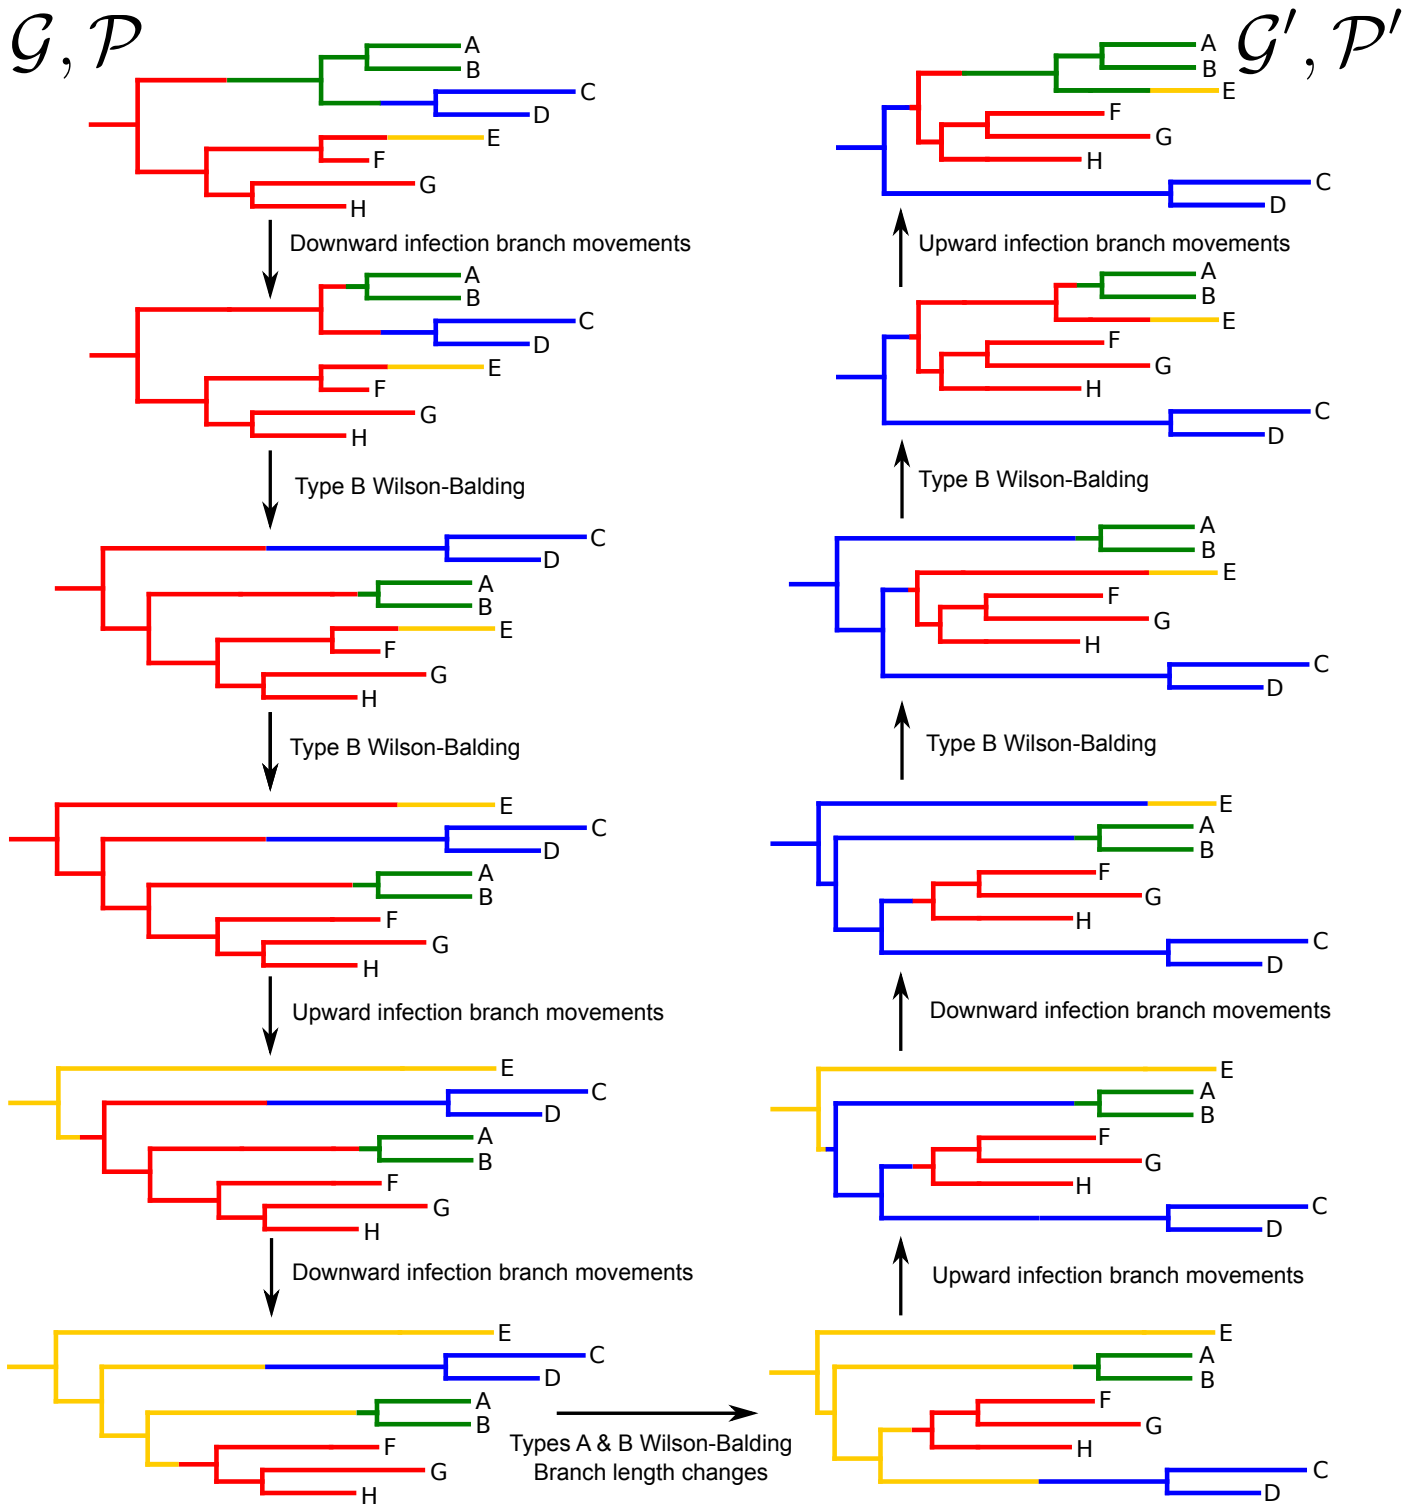 𝒢, 𝒫
A
B
C
D
E
F
G
H
Downward infection branch movements
A
B
C
D
E
F
G
H
Type B Wilson-Balding
C
D
A
B
E
F
G
H
Type B Wilson-Balding
E
C
D
A
B
F
G
H
Upward infection branch movements
E
C
D
A
B
F
G
H
Downward infection branch movements
E
C
D
A
B
F
G
H
Types A & B Wilson-Balding
Branch length changes
𝒢′, 𝒫′
A
B
E
F
G
H
C
D
Upward infection branch movements
A
B
E
F
G
H
C
D
Type B Wilson-Balding
A
B
E
F
G
H
C
D
Type B Wilson-Balding
E
A
B
F
G
H
C
D
Downward infection branch movements
E
A
B
F
G
H
C
D
Upward infection branch movements
E
A
B
F
G
H
C
D